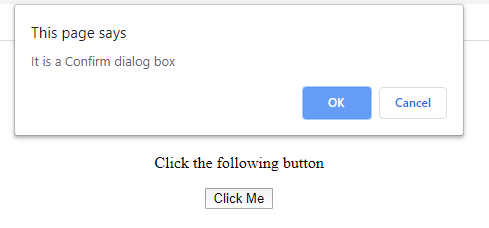 This page says
It is a Confirm dialog box
OK
Cancel
Click the following button
Click Me